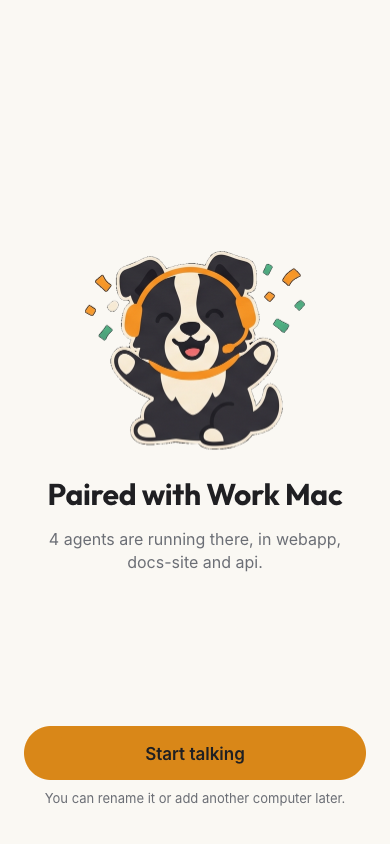 Paired with Work Mac
4 agents are running there, in webapp,
docs-site and api.
Start talking
You can rename it or add another computer later.